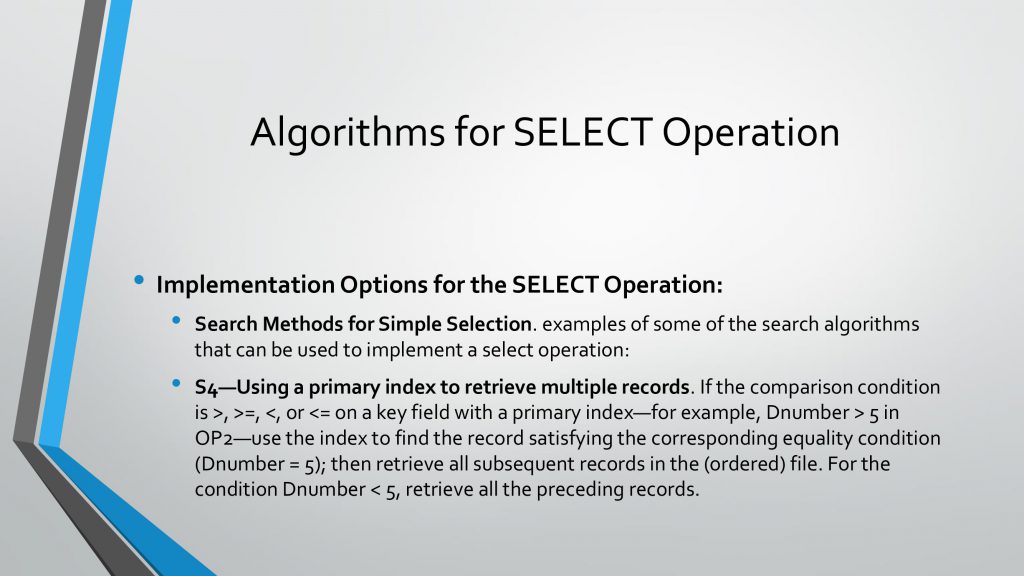 Algorithms for SELECT Operation
• Implementation Options for the SELECT Operation:
• Search Methods for Simple Selection. examples of some of the search algorithms
that can be used to implement a select operation:
• S4—Using a primary index to retrieve multiple records. If the comparison condition
is >, >=, <, or <= on a key field with a primary index—for example, Dnumber > 5 in
OP2—use the index to find the record satisfying the corresponding equality condition
(Dnumber = 5); then retrieve all subsequent records in the (ordered) file. For the
condition Dnumber < 5, retrieve all the preceding records.